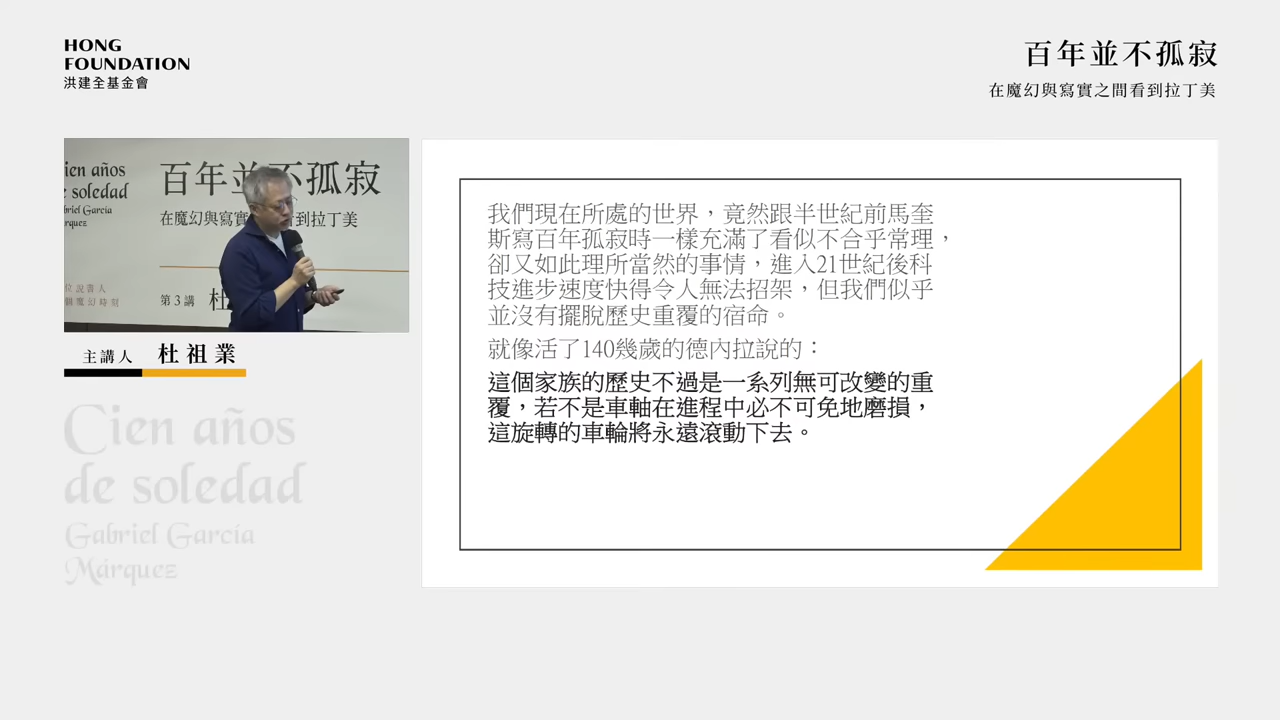 HONG
FOUNDATION
洪建全基金會
百年並不孤寂
在魔幻與寫實之間看到拉丁美
ien años
soledad
briel García
rquez
百年並不孤寂
在魔幻與寫實
到拉丁美
位說書人
個魔幻時刻
第3講
杜
主講人 杜祖業
Cien años
de soledad
Gabriel García
Márquez
我們現在所處的世界，竟然跟半世紀前馬奎
斯寫百年孤寂時一樣充滿了看似不合乎常理，
卻又如此理所當然的事情，進入21世紀後科
技進步速度快得令人無法招架，但我們似乎
並沒有擺脫歷史重覆的宿命。
就像活了140幾歲的德內拉說的：
這個家族的歷史不過是一系列無可改變的重
覆，若不是車軸在進程中必不可免地磨損，
這旋轉的車輪將永遠滾動下去。